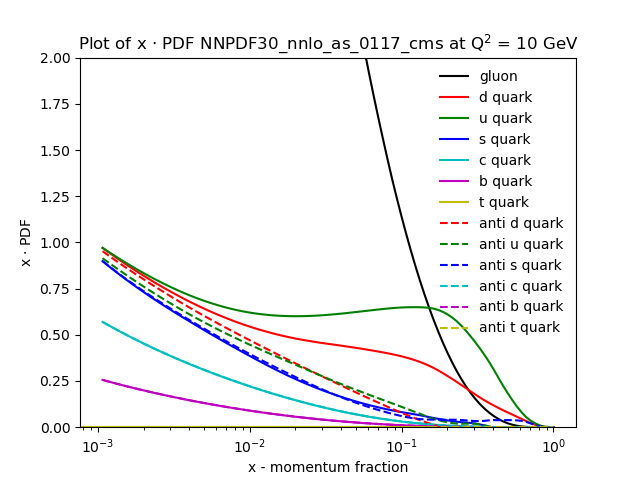 Plot of x · PDF NNPDF30_nnlo_as_0117_cms at Q² = 10 GeV
2.00
1.75
1.50
1.25
1.00
0.75
0.50
0.25
0.00
x · PDF
gluon
d quark
u quark
s quark
c quark
b quark
t quark
anti d quark
anti u quark
anti s quark
anti c quark
anti b quark
anti t quark
10⁻³ 10⁻² 10⁻¹ 10⁰
x - momentum fraction